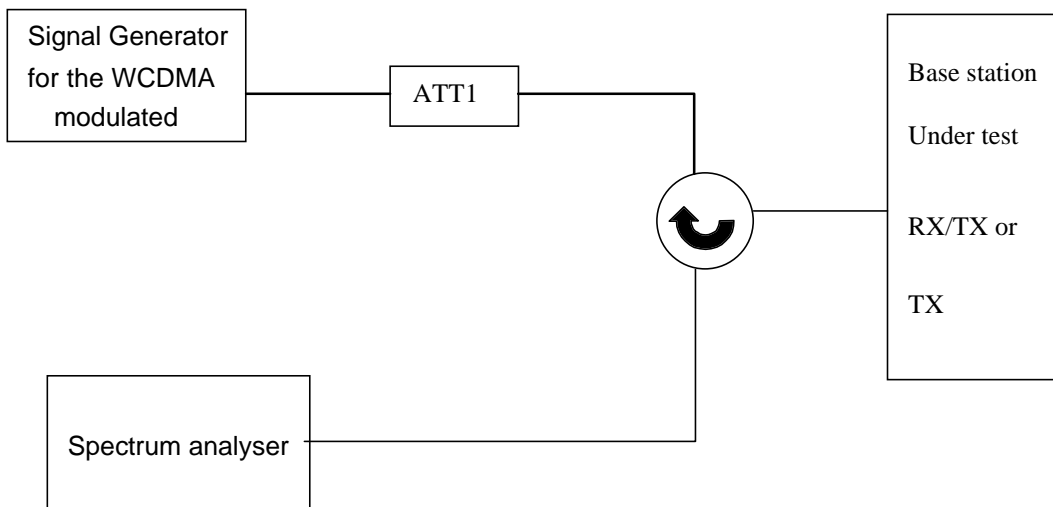 Signal Generator
for the WCDMA
modulated
ATT1
Base station
Under test
RX/TX or
TX
Spectrum analyser